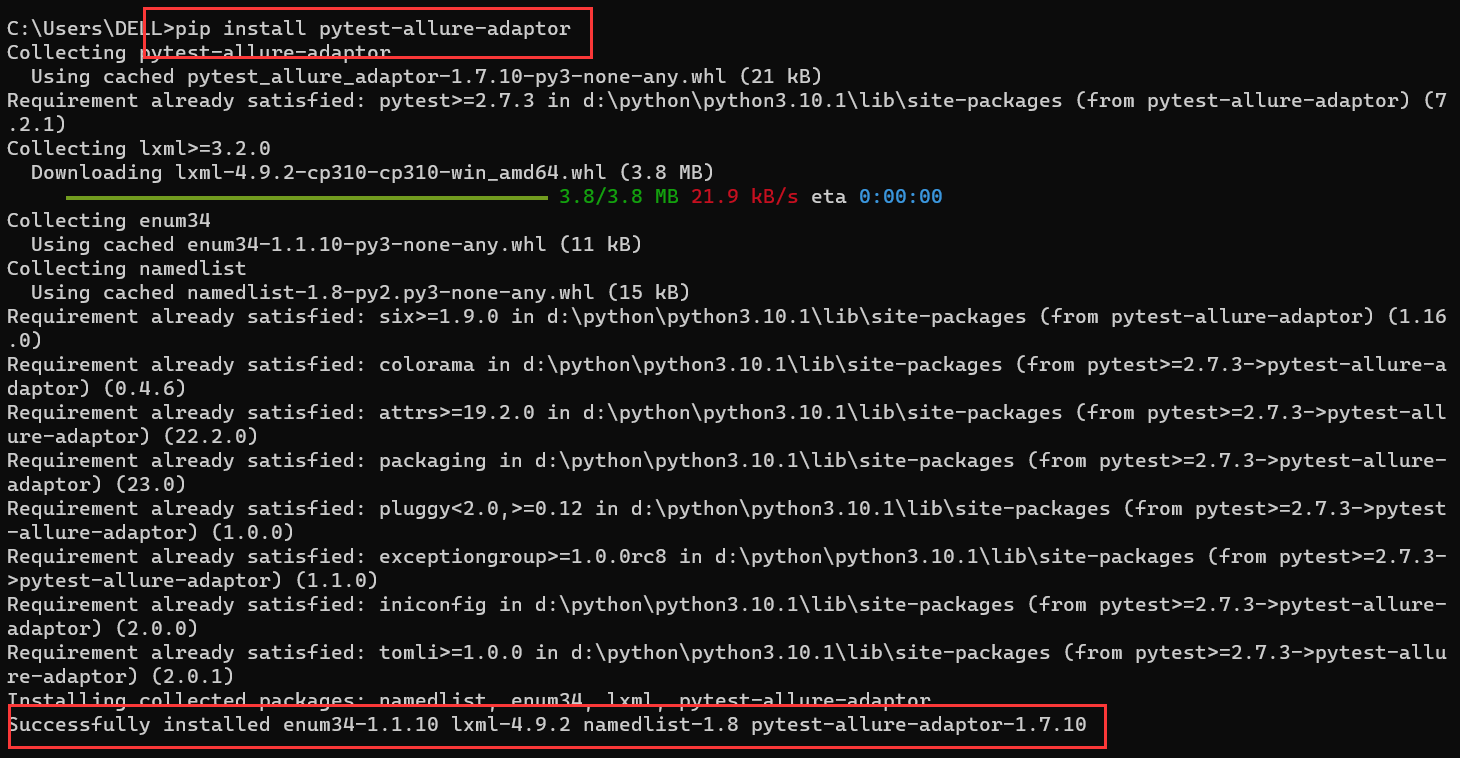 C:\Users\DELL>pip install pytest-allure-adaptor
Collecting pytest-allure-adaptor
  Using cached pytest_allure_adaptor-1.7.10-py3-none-any.whl (21 kB)
Requirement already satisfied: pytest>=2.7.3 in d:\python\python3.10.1\lib\site-packages (from pytest-allure-adaptor) (7
.2.1)
Collecting lxml>=3.2.0
  Downloading lxml-4.9.2-cp310-cp310-win_amd64.whl (3.8 MB)
3.8/3.8 MB 21.9 kB/s eta 0:00:00
Collecting enum34
  Using cached enum34-1.1.10-py3-none-any.whl (11 kB)
Collecting namedlist
  Using cached namedlist-1.8-py2.py3-none-any.whl (15 kB)
Requirement already satisfied: six>=1.9.0 in d:\python\python3.10.1\lib\site-packages (from pytest-allure-adaptor) (1.16
.0)
Requirement already satisfied: colorama in d:\python\python3.10.1\lib\site-packages (from pytest>=2.7.3->pytest-allure-a
daptor) (0.4.6)
Requirement already satisfied: attrs>=19.2.0 in d:\python\python3.10.1\lib\site-packages (from pytest>=2.7.3->pytest-all
ure-adaptor) (22.2.0)
Requirement already satisfied: packaging in d:\python\python3.10.1\lib\site-packages (from pytest>=2.7.3->pytest-allure-
adaptor) (23.0)
Requirement already satisfied: pluggy<2.0,>=0.12 in d:\python\python3.10.1\lib\site-packages (from pytest>=2.7.3->pytest
-allure-adaptor) (1.0.0)
Requirement already satisfied: exceptiongroup>=1.0.0rc8 in d:\python\python3.10.1\lib\site-packages (from pytest>=2.7.3-
>pytest-allure-adaptor) (1.1.0)
Requirement already satisfied: iniconfig in d:\python\python3.10.1\lib\site-packages (from pytest>=2.7.3->pytest-allure-
adaptor) (2.0.0)
Requirement already satisfied: tomli>=1.0.0 in d:\python\python3.10.1\lib\site-packages (from pytest>=2.7.3->pytest-allu
re-adaptor) (2.0.1)
Installing collected packages: namedlist, enum34, lxml, pytest-allure-adaptor
Successfully installed enum34-1.1.10 lxml-4.9.2 namedlist-1.8 pytest-allure-adaptor-1.7.10